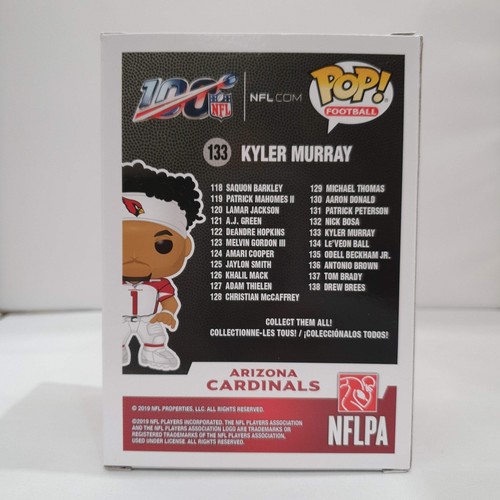 100
NFL
NFL.COM
POP!
FOOTBALL
133 KYLER MURRAY
118 SAQUON BARKLEY
119 PATRICK MAHOMES II
120 LAMAR JACKSON
121 A.J. GREEN
122 DeANDRE HOPKINS
123 MELVIN GORDON III
124 AMARI COOPER
125 JAYLON SMITH
126 KHALIL MACK
127 ADAM THIELEN
128 CHRISTIAN McCAFFREY
129 MICHAEL THOMAS
130 AARON DONALD
131 PATRICK PETERSON
132 NICK BOSA
133 KYLER MURRAY
134 Le'VEON BALL
135 ODELL BECKHAM JR.
136 ANTONIO BROWN
137 TOM BRADY
138 DREW BREES
COLLECT THEM ALL!
COLLECTIONNE-LES TOUS! / ¡COLECCIÓNALOS TODOS!
1
ARIZONA
CARDINALS
NFLPA
© 2019 NFL PROPERTIES, LLC. ALL RIGHTS RESERVED.
©2019 NFL PLAYERS INCORPORATED. THE NFL PLAYERS ASSOCIATION
AND THE NFL PLAYERS ASSOCIATION LOGO ARE TRADEMARKS OR
REGISTERED TRADEMARKS OF THE NFL PLAYERS ASSOCIATION.
USED UNDER LICENSE. ALL RIGHTS RESERVED.